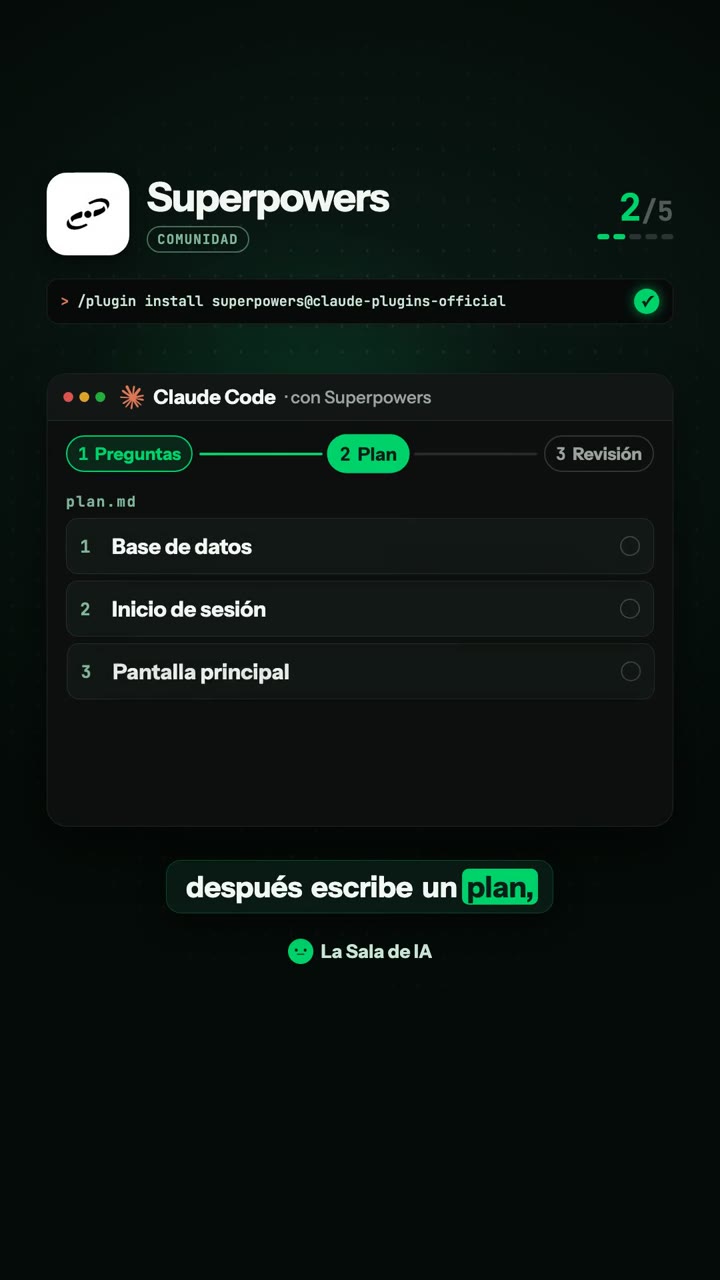 Superpowers
COMUNIDAD
2/5
> /plugin install superpowers@claude-plugins-official
Claude Code · con Superpowers
1 Preguntas
2 Plan
3 Revisión
plan.md
1 Base de datos
2 Inicio de sesión
3 Pantalla principal
después escribe un plan,
La Sala de IA